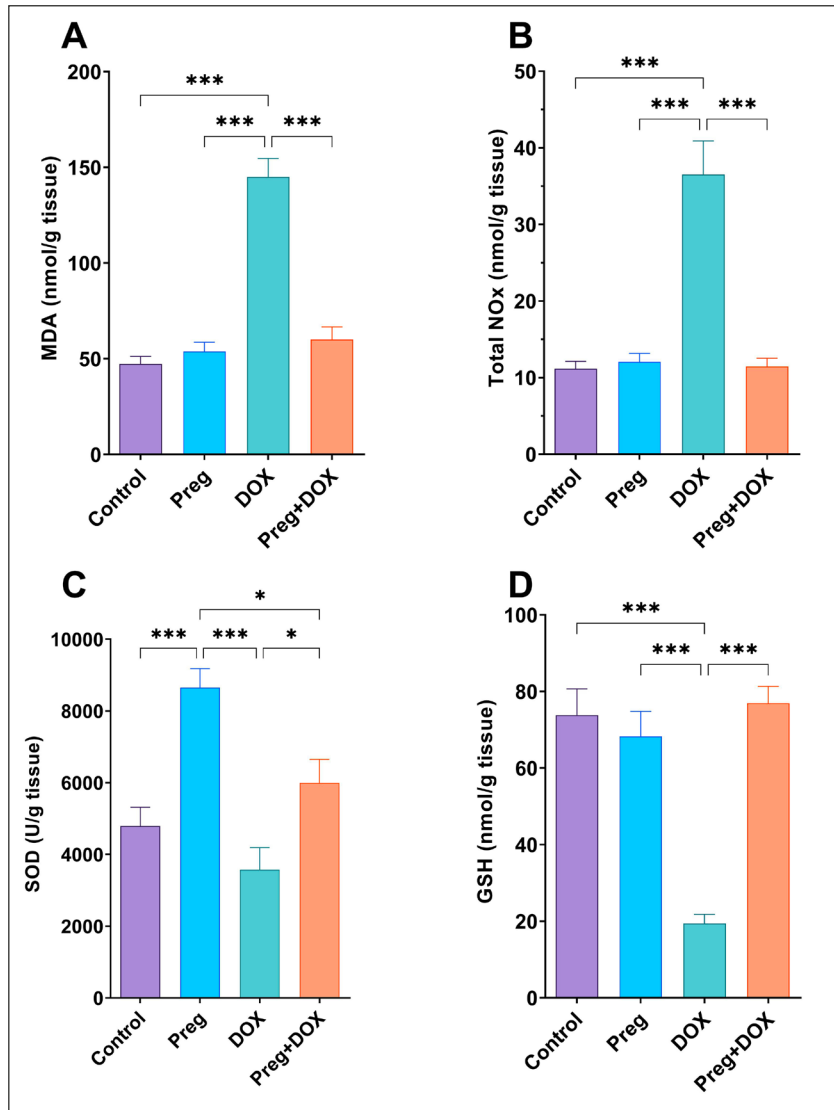 A
MDA (nmol/g tissue)
200
150
100
50
0
***
*** ***
Control
Preg
DOX
Preg+DOX
B
Total NOx (nmol/g tissue)
50
40
30
20
10
0
***
*** ***
Control
Preg
DOX
Preg+DOX
C
SOD (U/g tissue)
10000
8000
6000
4000
2000
0
*
*** *** *
Control
Preg
DOX
Preg+DOX
D
GSH (nmol/g tissue)
100
80
60
40
20
0
***
*** ***
Control
Preg
DOX
Preg+DOX